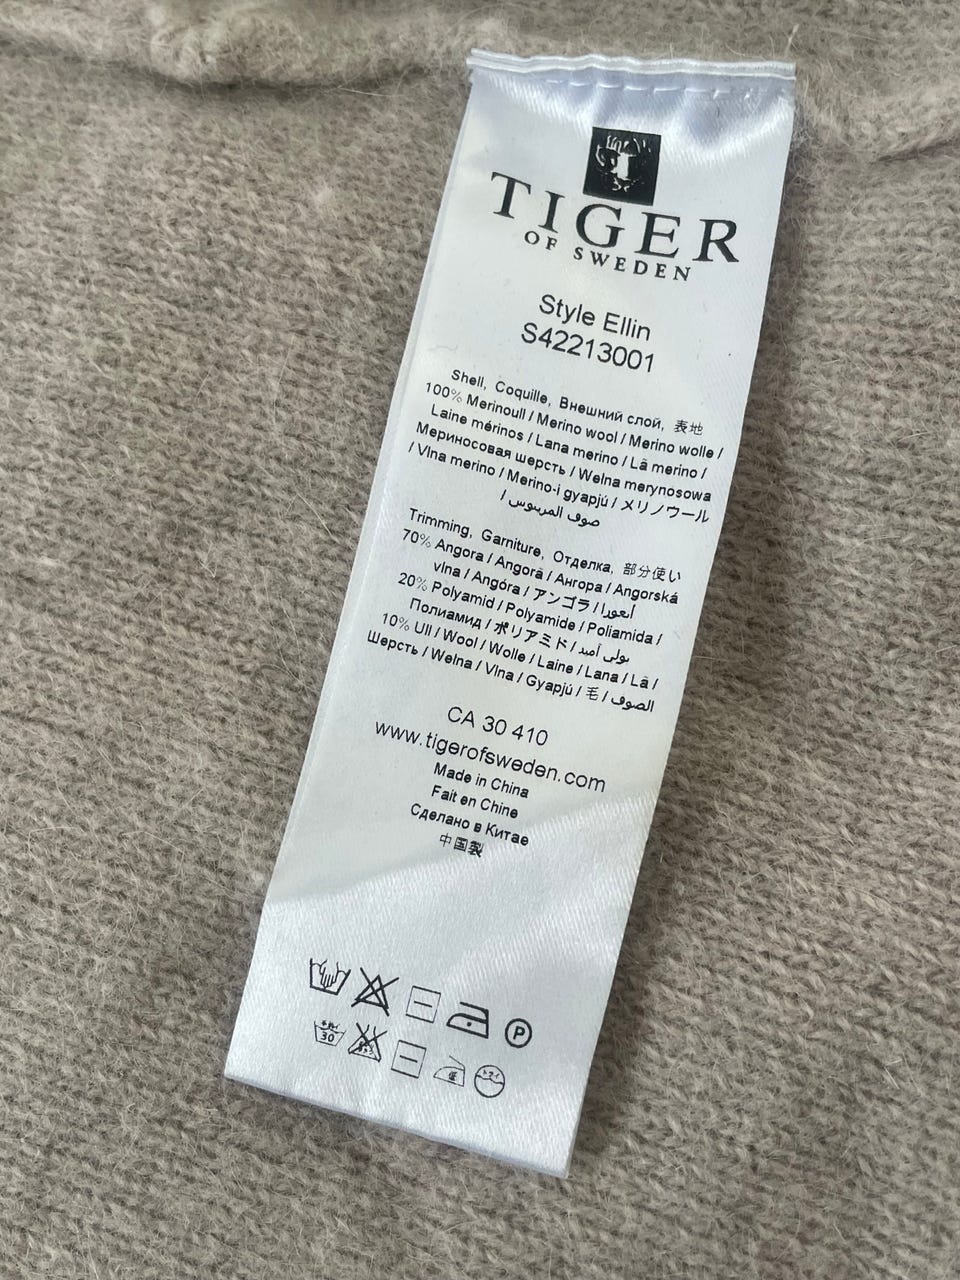 TIGER
OF SWEDEN
Style Ellin
S42213001
Shell, Coquille, Внешний слой, 表地
100% Merinoull / Merino wool / Merino wolle /
Laine mérinos / Lana merino / Lã merino /
Мериносовая шерсть / Welna merynosowa
/ Vlna merino / Merino-i gyapjú / メリノウール
/ صوف المرينوس
Trimming, Garniture, Отделка, 部分使い
70% Angora / Angorà / Ангора / Angorská
vlna / Angóra / アンゴラ / أنغورا
20% Polyamid / Polyamide / Poliamida /
Полиамид / ポリアミド / بولي أميد
10% Ull / Wool / Wolle / Laine / Lana / Lã /
Шерсть / Welna / Vlna / Gyapjú / 毛 / الصوف
CA 30 410
www.tigerofsweden.com
Made in China
Fait en Chine
Сделано в Китае
中国製
P
30